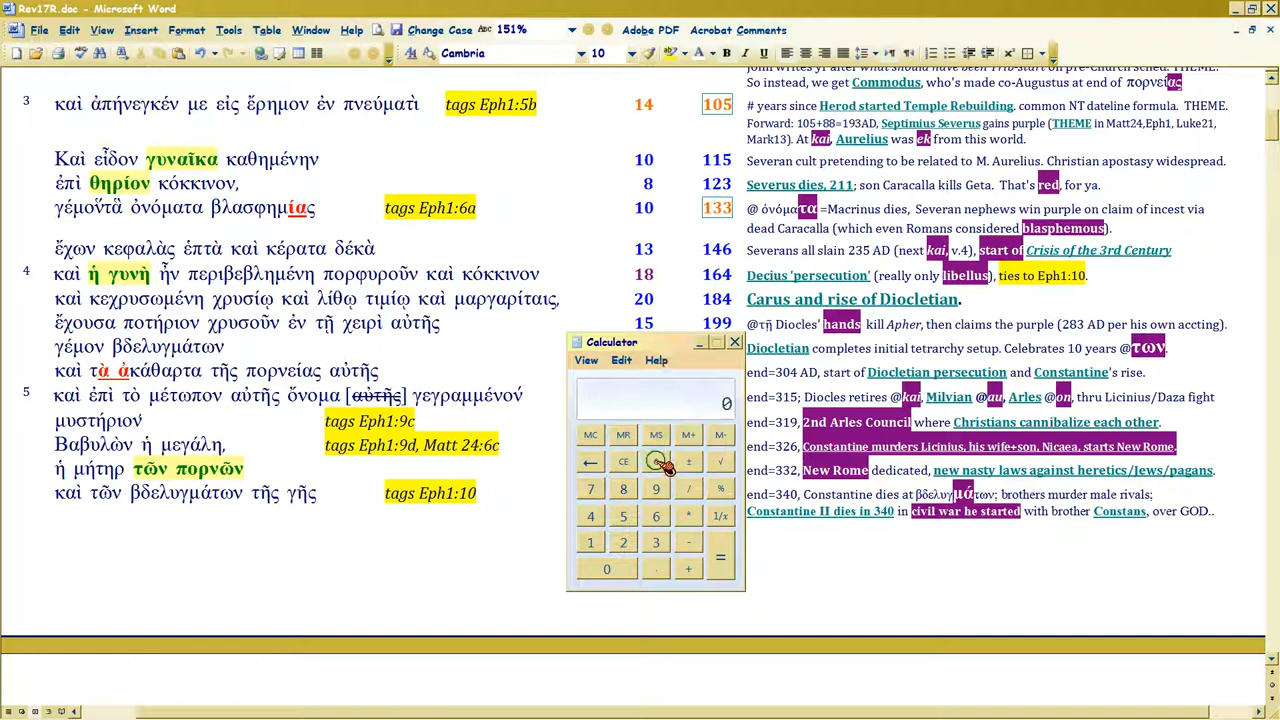 Rev17R.doc - Microsoft Word
File Edit View Insert Format Tools Table Window Help Change Case 151% Adobe PDF Acrobat Comments
Cambria 10 B I U
So instead, we get Commodus, who's made co-Augustus at end of πορνείας
3 καὶ ἀπήνεγκέν με εἰς ἔρημον ἐν πνεύματὶ tags Eph1:5b 14 105 # years since Herod started Temple Rebuilding. common NT dateline formula. THEME.
Forward: 105+88=193AD, Septimius Severus gains purple (THEME in Matt24,Eph1, Luke21,
Mark13). At kai, Aurelius was ek from this world.
Καὶ εἶδον γυναῖκα καθημένην 10 115 Severan cult pretending to be related to M. Aurelius. Christian apostasy widespread.
ἐπὶ θηρίον κόκκινον, 8 123 Severus dies, 211; son Caracalla kills Geta. That's red, for ya.
γέμοντὰ ὀνόματα βλασφημίας tags Eph1:6a 10 133 @ όνόματα =Macrinus dies, Severan nephews win purple on claim of incest via
dead Caracalla (which even Romans considered blasphemous).
ἔχων κεφαλὰς ἑπτὰ καὶ κέρατα δέκὰ 13 146 Severans all slain 235 AD (next kai, v.4), start of Crisis of the 3rd Century
4 καὶ ἡ γυνὴ ἦν περιβεβλημένη πορφυροῦν καὶ κόκκινον 18 164 Decius 'persecution' (really only libellus), ties to Eph1:10.
καὶ κεχρυσωμένη χρυσίῳ καὶ λίθῳ τιμίῳ καὶ μαργαρίταις, 20 184 Carus and rise of Diocletian.
ἔχουσα ποτήριον χρυσοῦν ἐν τῇ χειρὶ αὐτῆς 15 199 @τῇ Diocles' hands kill Apher, then claims the purple (283 AD per his own accting).
γέμον βδελυγμάτων Diocletian completes initial tetrarchy setup. Celebrates 10 years @των.
καὶ τὰ ἀκάθαρτα τῆς πορνείας αὐτῆς end=304 AD, start of Diocletian persecution and Constantine's rise.
5 καὶ ἐπὶ τὸ μέτωπον αὐτῆς ὄνομα [αὐτῆς] γεγραμμένον end=315; Diocletian retires @kai, Milvian @au, Arles @on, thru Licinius/Daza fight
μυστήριον tags Eph1:9c end=319, 2nd Arles Council where Christians cannibalize each other.
Βαβυλὼν ἡ μεγάλη, tags Eph1:9d, Matt 24:6c end=326, Constantine murders Licinius, his wife+son, Nicaea, starts New Rome.
ἡ μήτηρ τῶν πορνῶν end=332, New Rome dedicated, new nasty laws against heretics/Jews/pagans.
καὶ τῶν βδελυγμάτων τῆς γῆς tags Eph1:10 end=340, Constantine dies at βδελυγμάτων; brothers murder male rivals;
Constantine II dies in 340 in civil war he started with brother Constans, over GOD..
Calculator
View Edit Help
0
MC MR MS M+ M-
← CE ± √
7 8 9 / %
4 5 6 * 1/x
1 2 3 - =
0 . +